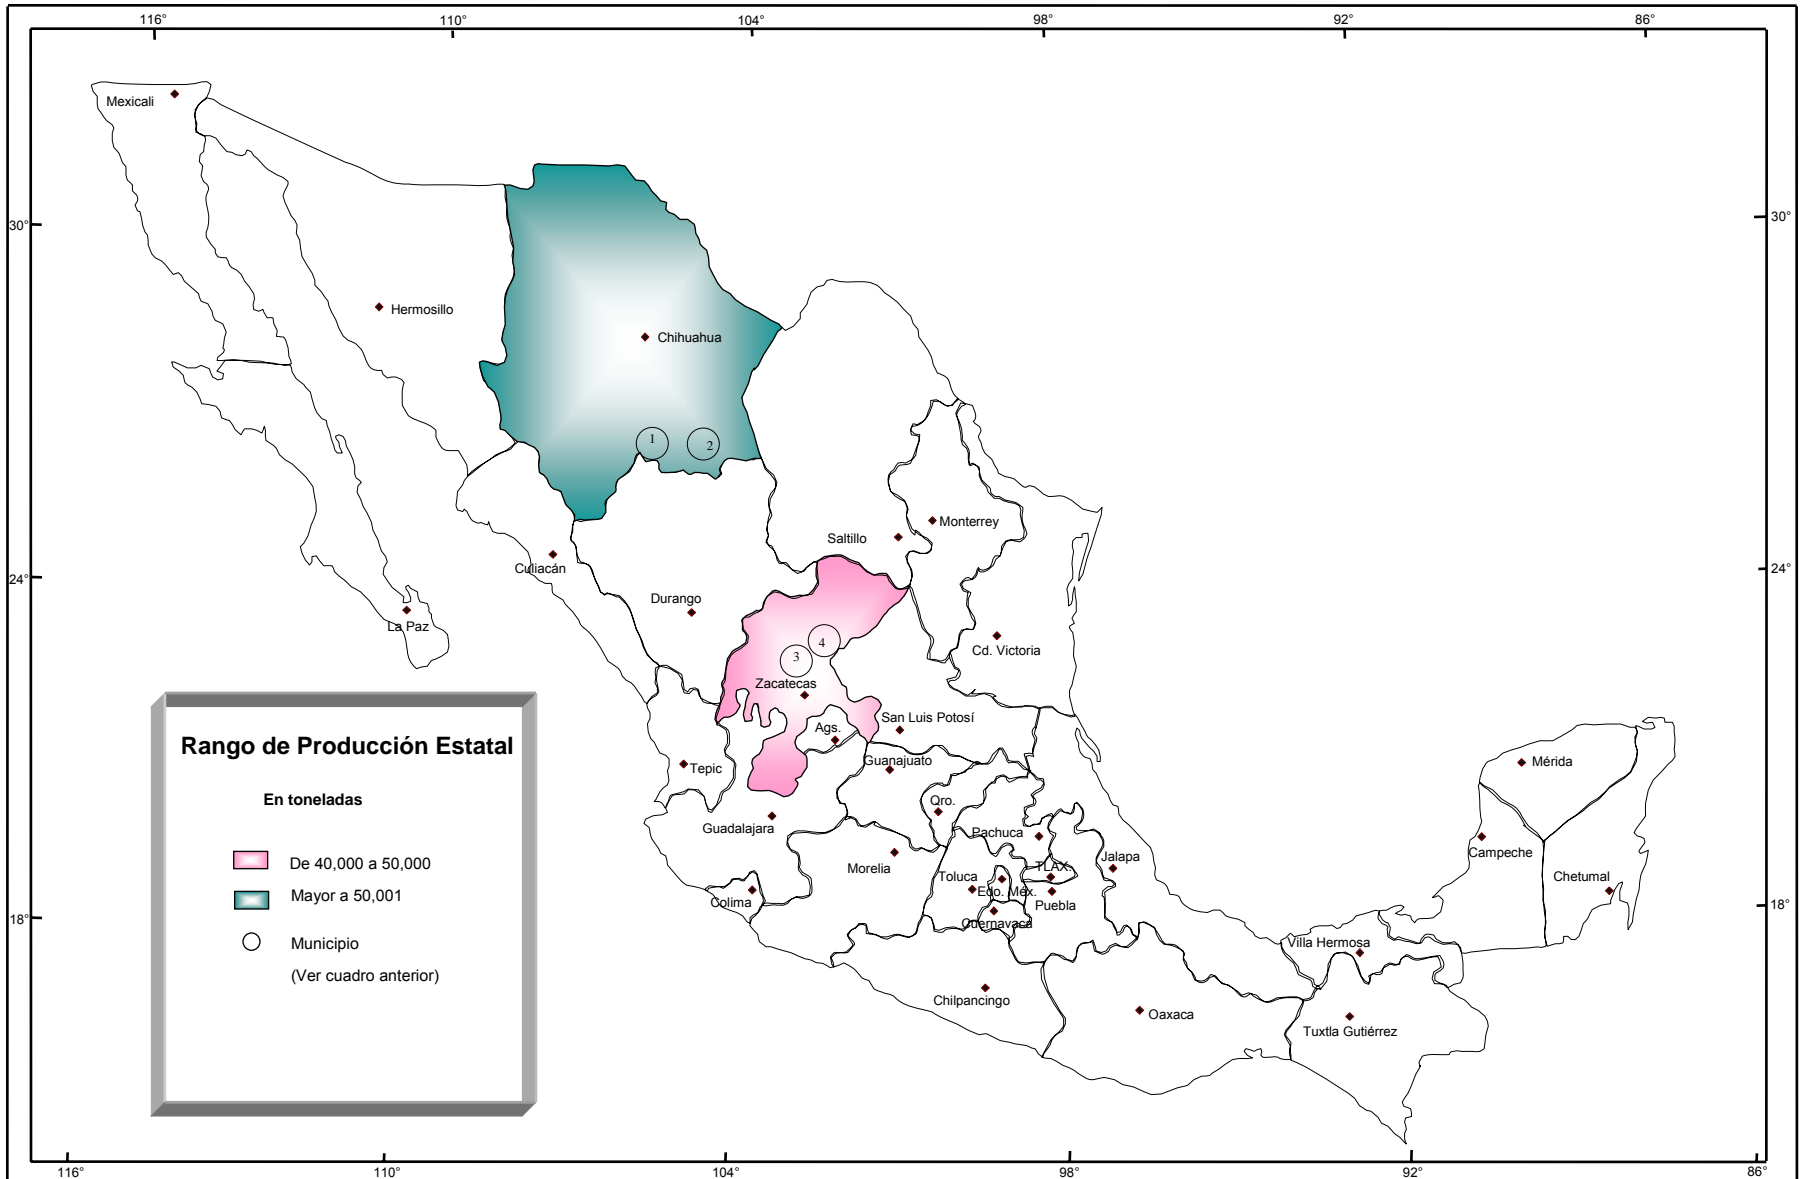 116°
110°
104°
98°
92°
86°
Mexicali
30°
30°
Hermosillo
Chihuahua
1
2
Monterrey
Saltillo
Culiacán
24°
24°
Durango
La Paz
4
Cd. Victoria
3
Zacatecas
San Luis Potosí
Ags.
Guanajuato
Tepic
Mérida
Qro.
Guadalajara
Pachuca
Campeche
Jalapa
Morelia
TLAX.
Toluca
Chetumal
Edo. Méx.
Colima
Puebla
18°
18°
Cuernavaca
Villa Hermosa
Chilpancingo
Oaxaca
Tuxtla Gutiérrez
Rango de Producción Estatal
En toneladas
De 40,000 a 50,000
Mayor a 50,001
Municipio
(Ver cuadro anterior)
116°
110°
104°
98°
92°
86°